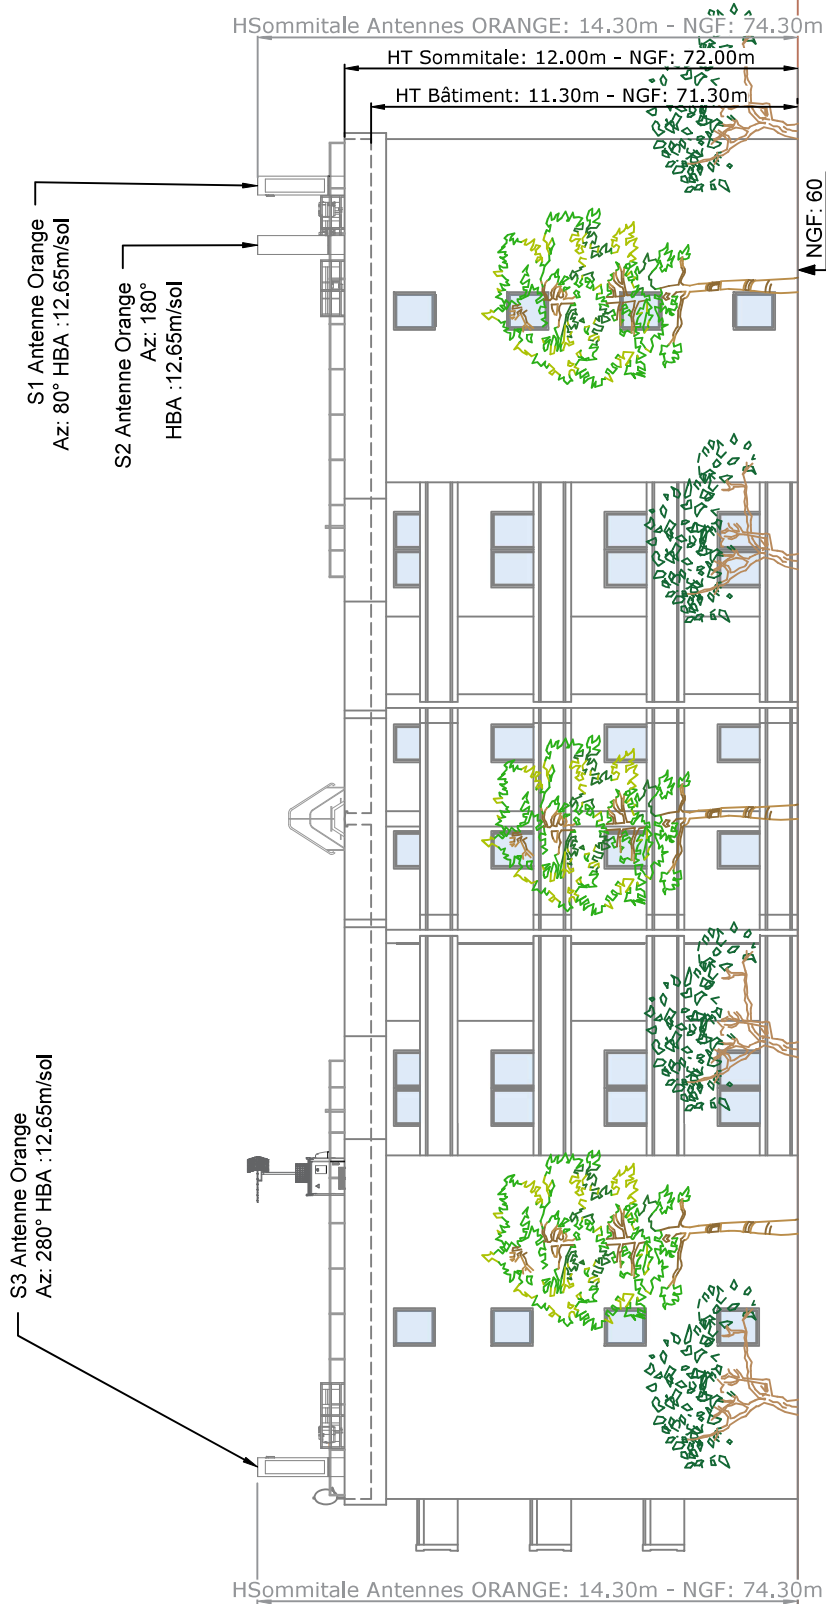 HSommitale Antennes ORANGE: 14.30m - NGF: 74.30m
HT Sommitale: 12.00m - NGF: 72.00m
HT Bâtiment: 11.30m - NGF: 71.30m
NGF: 60
S1 Antenne Orange
Az: 80° HBA :12.65m/sol
S2 Antenne Orange
Az: 180°
HBA :12.65m/sol
S3 Antenne Orange
Az: 280° HBA :12.65m/sol
HSommitale Antennes ORANGE: 14.30m - NGF: 74.30m